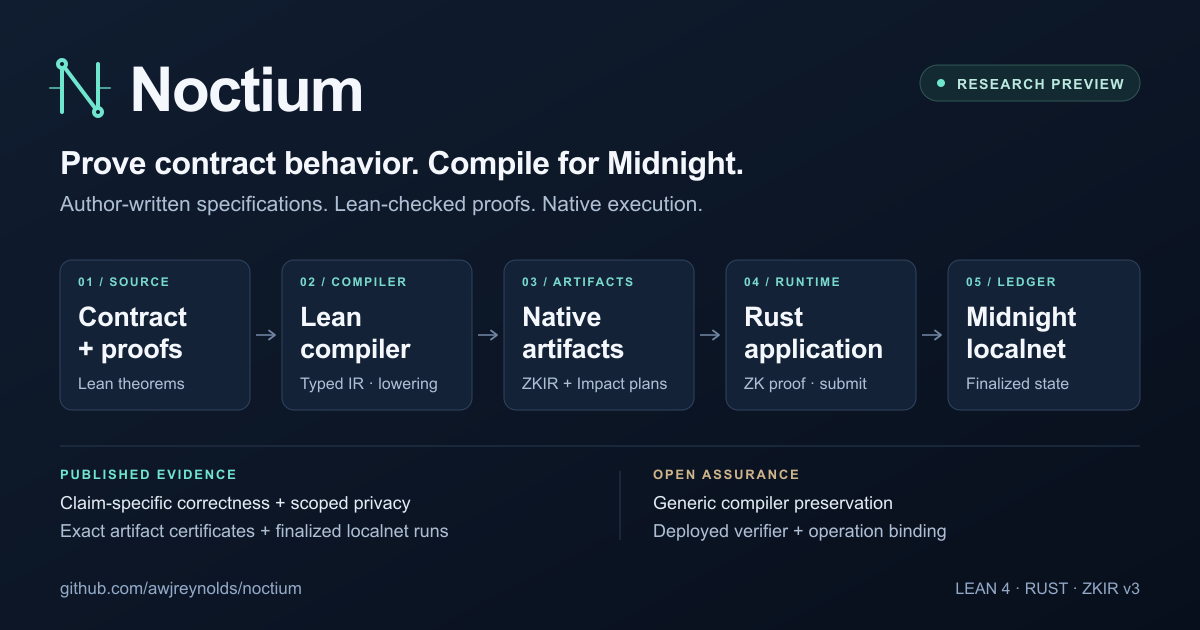 Noctium
RESEARCH PREVIEW
Prove contract behavior. Compile for Midnight.
Author-written specifications. Lean-checked proofs. Native execution.
01 / SOURCE
Contract
+ proofs
Lean theorems
02 / COMPILER
Lean
compiler
Typed IR · lowering
03 / ARTIFACTS
Native
artifacts
ZKIR + Impact plans
04 / RUNTIME
Rust
application
ZK proof · submit
05 / LEDGER
Midnight
localnet
Finalized state
PUBLISHED EVIDENCE
Claim-specific correctness + scoped privacy
Exact artifact certificates + finalized localnet runs
OPEN ASSURANCE
Generic compiler preservation
Deployed verifier + operation binding
github.com/awjreynolds/noctium
LEAN 4 · RUST · ZKIR v3